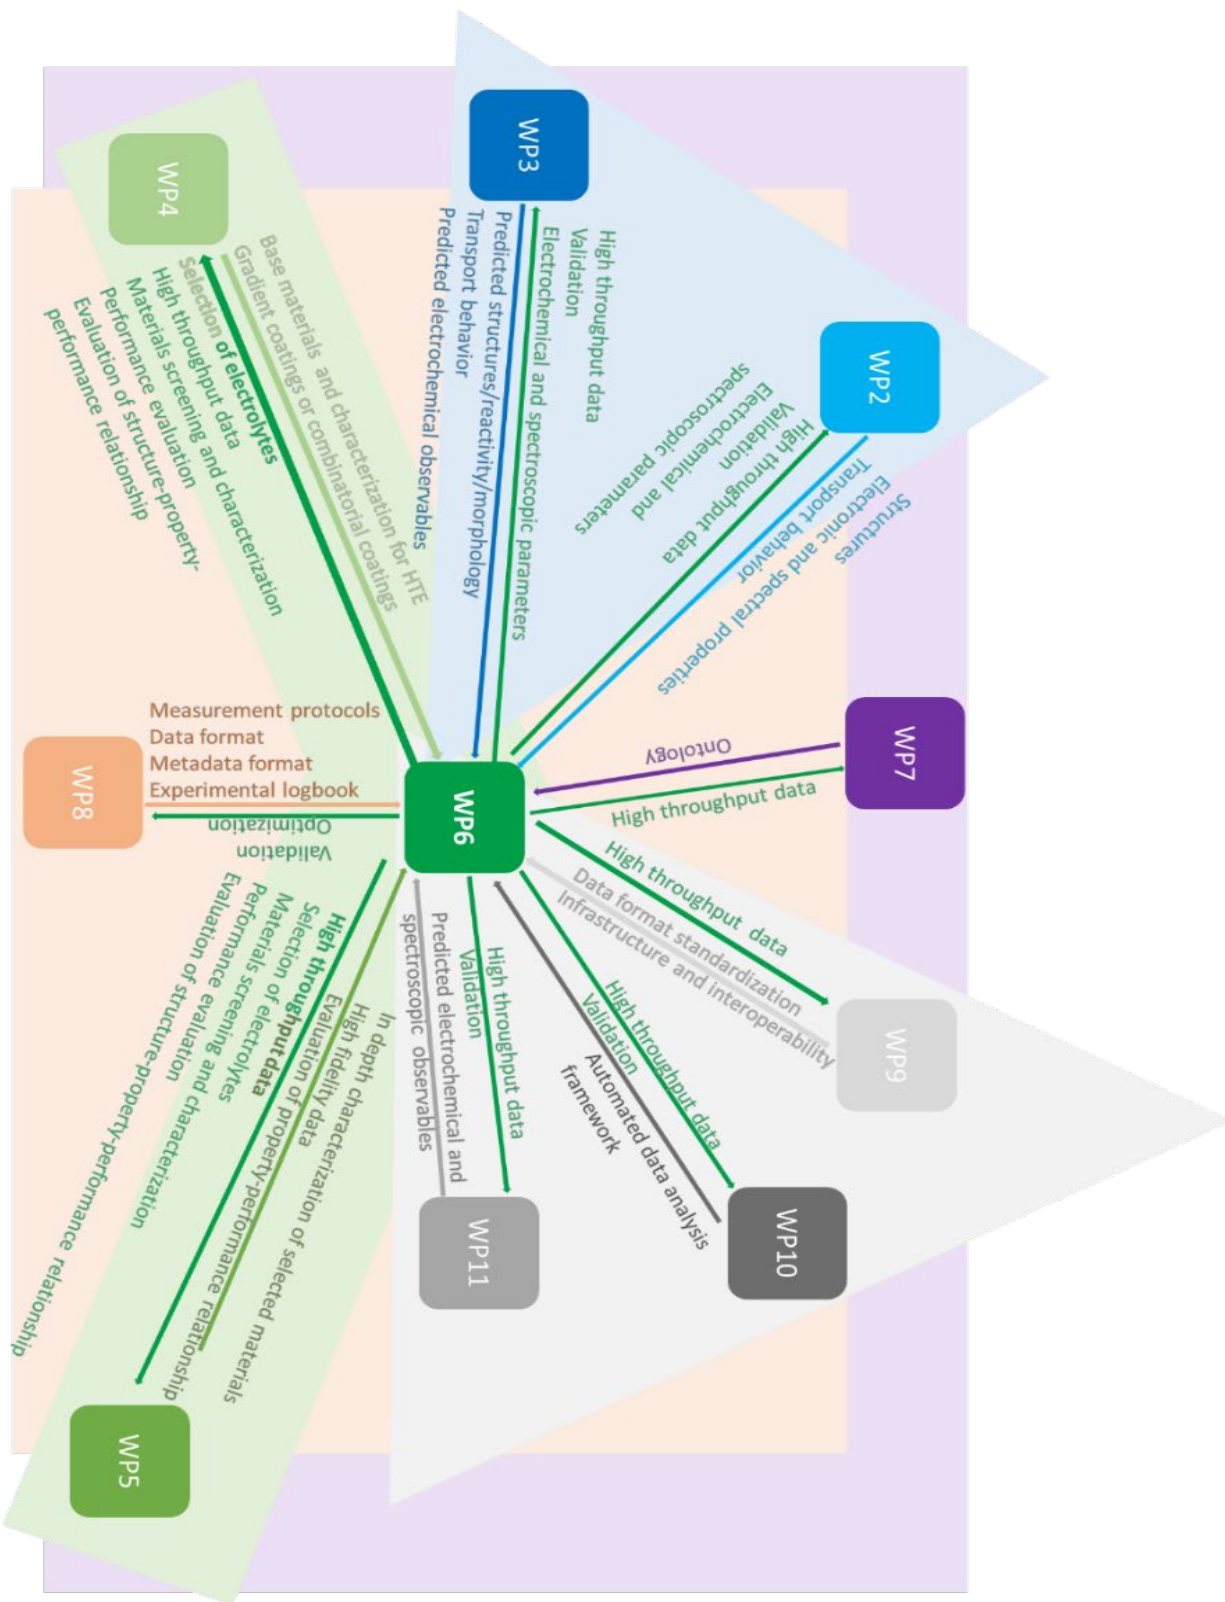 WP3
High throughput data
Validation
Electrochemical and spectroscopic parameters
Predicted structures/reactivity/morphology
Transport behavior
Predicted electrochemical observables
WP2
High throughput data
Validation
Electrochemical and
spectroscopic parameters
Structures
Electronic and spectral properties
Transport behavior
WP4
Base materials and characterization for HTE
Gradient coatings or combinatorial coatings
Selection of electrolytes
High throughput data
Materials screening and characterization
Performance evaluation
Evaluation of structure-property-
performance relationship
WP7
Ontology
High throughput data
WP6
WP8
Measurement protocols
Data format
Metadata format
Experimental logbook
Optimization
Validation
WP9
High throughput data
Data format standardization
Infrastructure and interoperability
WP10
High throughput data
Validation
Automated data analysis
framework
WP11
High throughput data
Validation
Predicted electrochemical and
spectroscopic observables
WP5
In depth characterization of selected materials
High fidelity data
Evaluation of property-performance relationship
High throughput data
Selection of electrolytes
Materials screening and characterization
Performance evaluation
Evaluation of structure-property-performance relationship